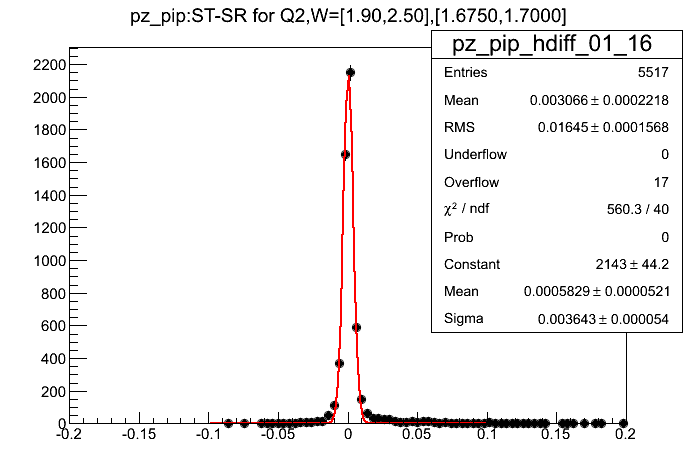 pz_pip:ST-SR for Q2,W=[1.90,2.50],[1.6750,1.7000]
pz_pip_hdiff_01_16
Entries 5517
Mean 0.003066 ± 0.0002218
RMS 0.01645 ± 0.0001568
Underflow 0
Overflow 17
χ² / ndf 560.3 / 40
Prob 0
Constant 2143 ± 44.2
Mean 0.0005829 ± 0.0000521
Sigma 0.003643 ± 0.000054
2200
2000
1800
1600
1400
1200
1000
800
600
400
200
0
-0.2 -0.15 -0.1 -0.05 0 0.05 0.1 0.15 0.2